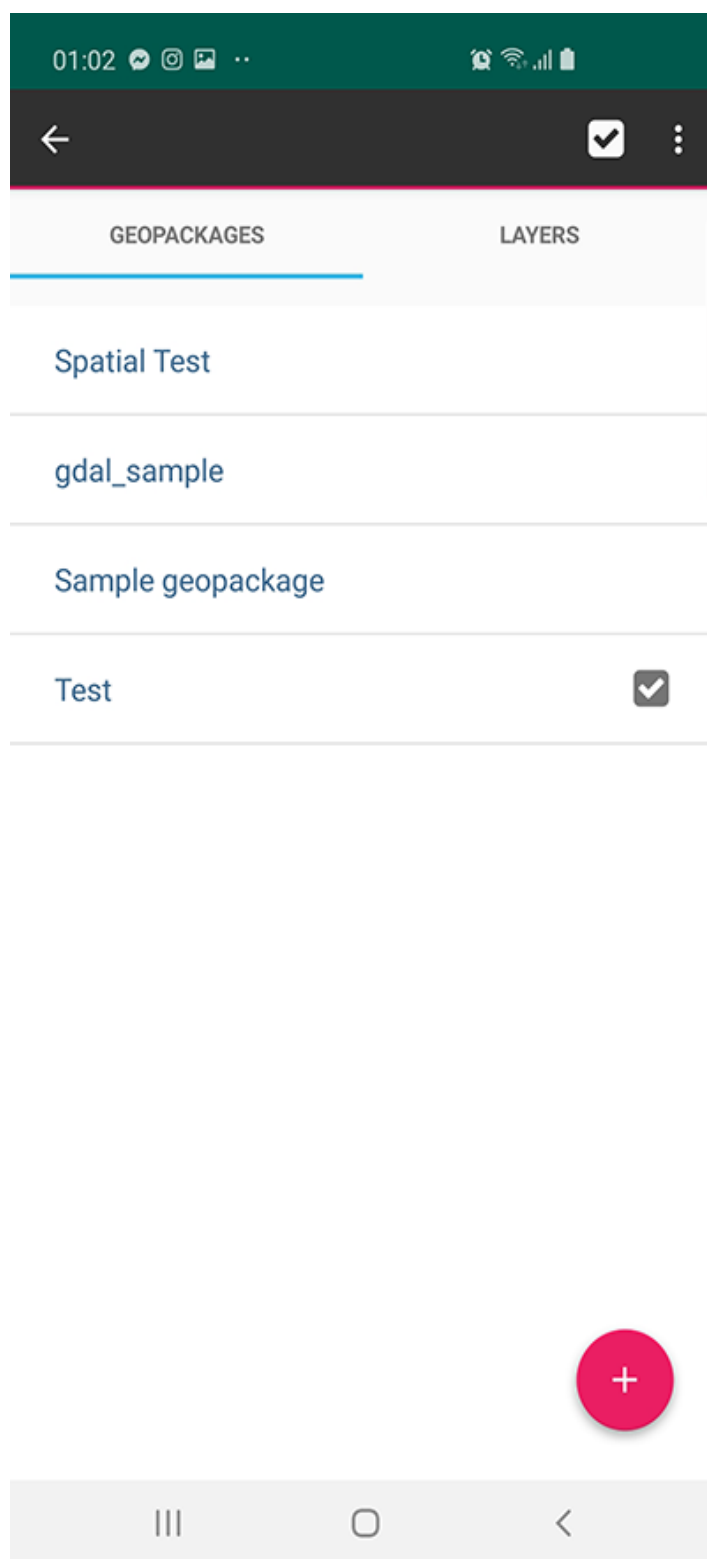 01:02
GEOPACKAGES LAYERS
Spatial Test
gdal_sample
Sample geopackage
Test